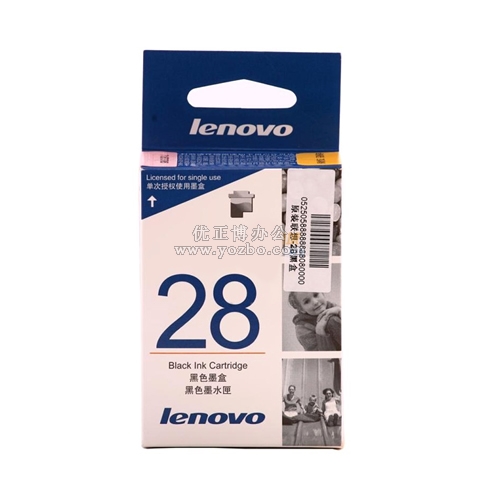 lenovo
Licensed for single use
单次授权使用墨盒
优正博办公
www.yozbo.com
28
Black Ink Cartridge
黑色墨盒
黑色墨水匣
lenovo